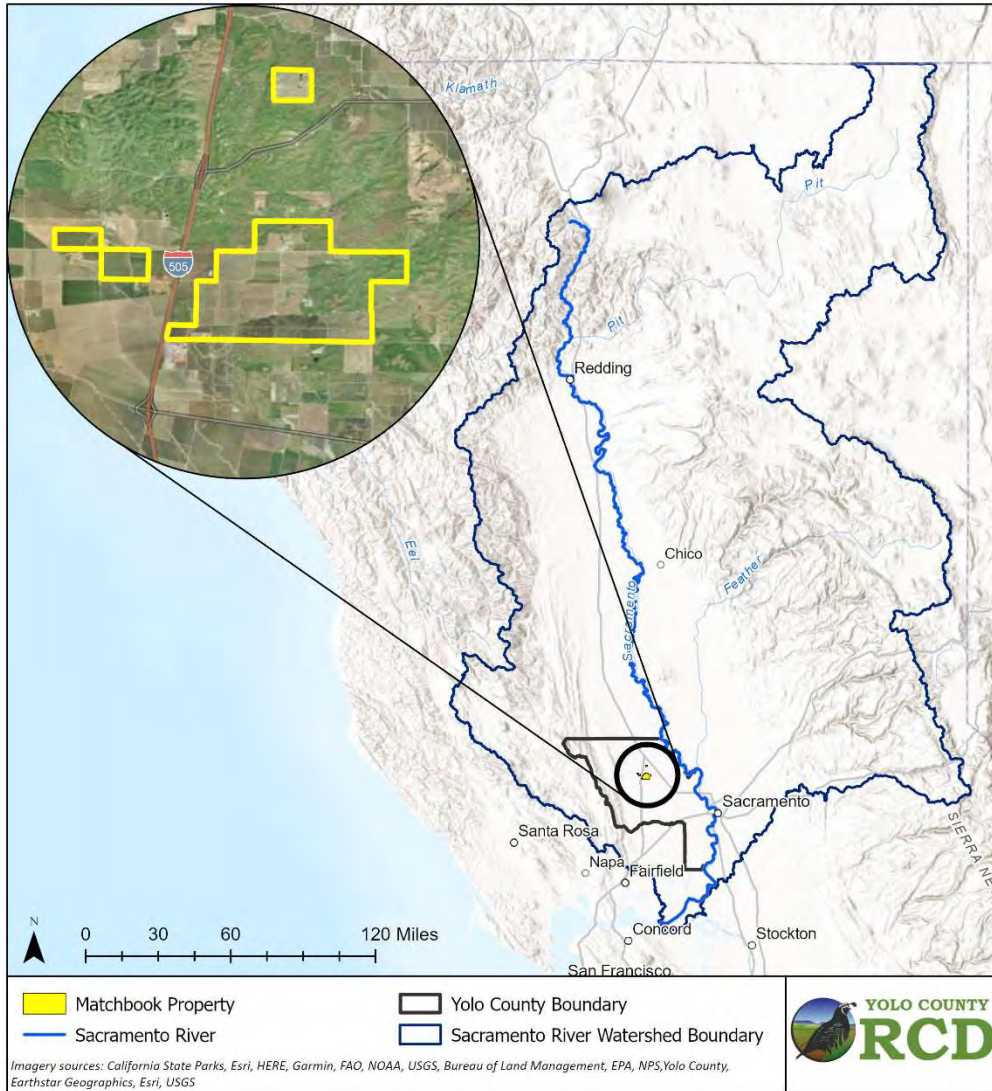 Klamath
Pit
505
Pit
Redding
Eel
Chico
Feather
Sacramento
Sacramento
Santa Rosa
Napa
Fairfield
SIERRA NE
Concord
Stockton
San Francisco
N
0 30 60 120 Miles
Matchbook Property
Yolo County Boundary
Sacramento River
Sacramento River Watershed Boundary
YOLO COUNTY
RCD
Imagery sources: California State Parks, Esri, HERE, Garmin, FAO, NOAA, USGS, Bureau of Land Management, EPA, NPS,Yolo County,
Earthstar Geographics, Esri, USGS